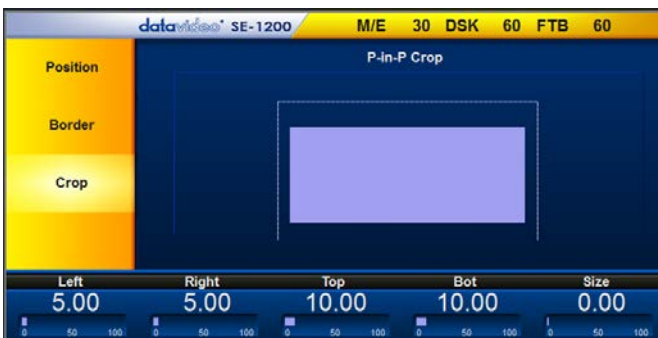 datavideo SE-1200 M/E 30 DSK 60 FTB 60
P-in-P Crop
Position
Border
Crop
Left Right Top Bot Size
5.00 5.00 10.00 10.00 0.00
0 50 100 0 50 100 0 50 100 0 50 100 0 50 100